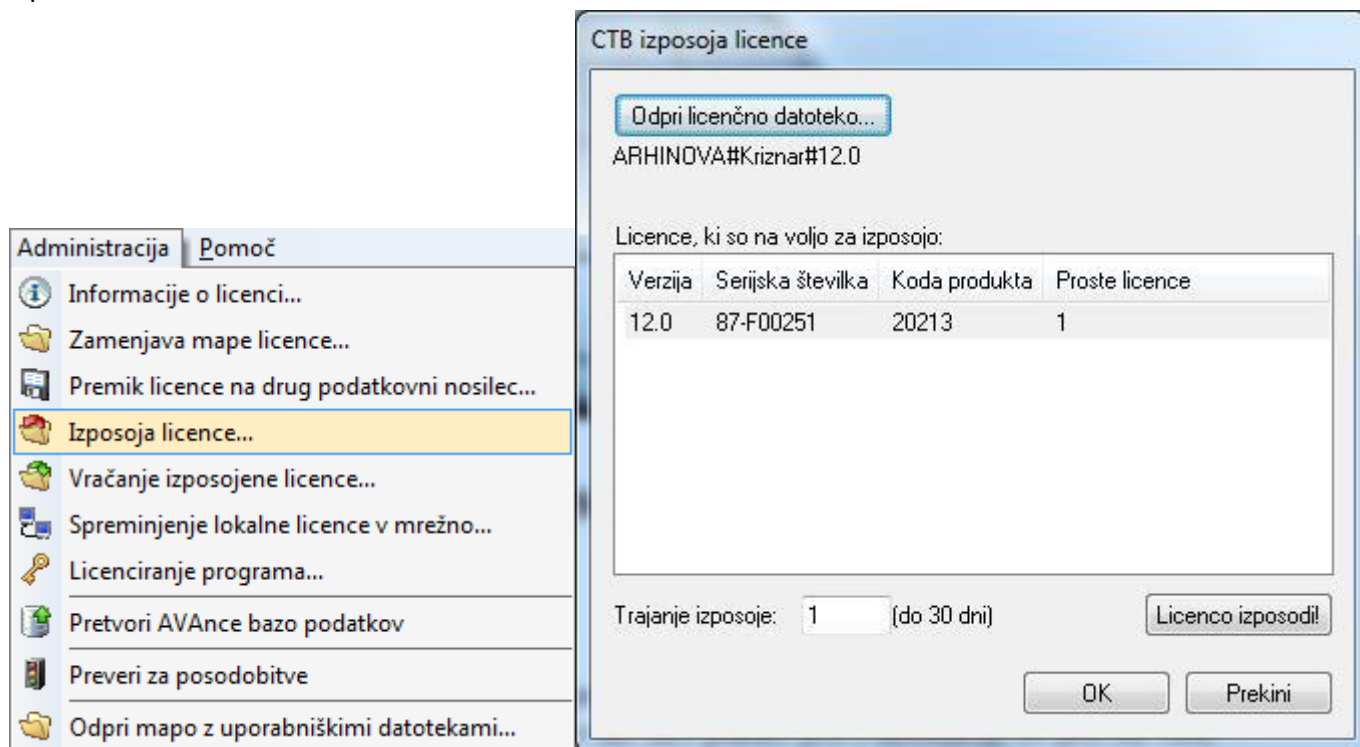 Administracija Pomoč
Informacije o licenci...
Zamenjava mape licence...
Premik licence na drug podatkovni nosilec...
Izposoja licence...
Vračanje izposojene licence...
Spreminjenje lokalne licence v mrežno...
Licenciranje programa...
Pretvori AVAnce bazo podatkov
Preveri za posodobitve
Odpri mapo z uporabniškimi datotekami...
CTB izposoja licence
Odpri licenčno datoteko...
ARHINOVA#Kriznar#12.0
Licence, ki so na voljo za izposojo:
Verzija Serijska številka Koda produkta Proste licence
12.0 87-F00251 20213 1
Trajanje izposoje: 1 (do 30 dni) Licenco izposodi!
OK Prekini